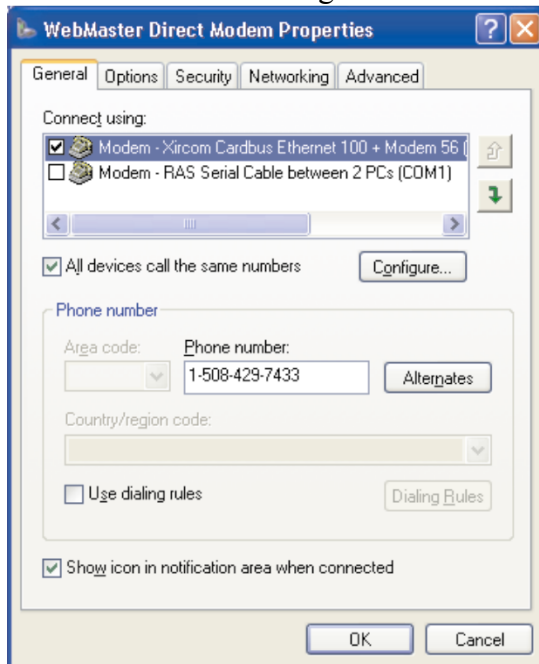 WebMaster Direct Modem Properties
General Options Security Networking Advanced
Connect using:
Modem - Xircom Cardbus Ethernet 100 + Modem 56 (
Modem - RAS Serial Cable between 2 PCs (COM1)
All devices call the same numbers Configure...
Phone number
Area code: Phone number:
1-508-429-7433 Alternates
Country/region code:
Use dialing rules Dialing Rules
Show icon in notification area when connected
OK Cancel